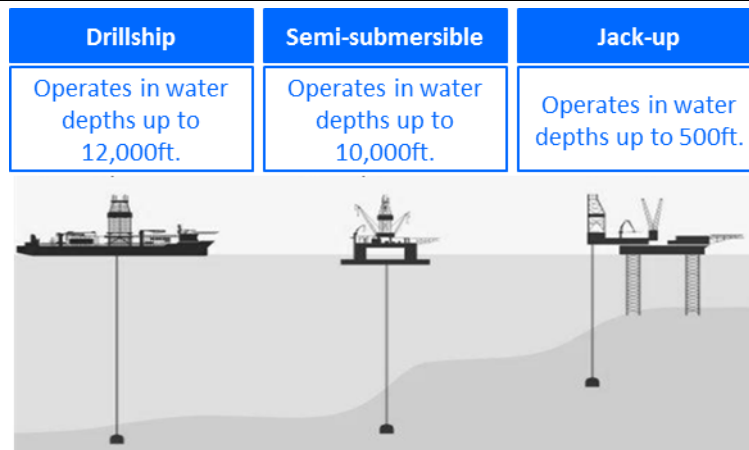 Drillship
Operates in water
depths up to
12,000ft.
Semi-submersible
Operates in water
depths up to
10,000ft.
Jack-up
Operates in water
depths up to 500ft.